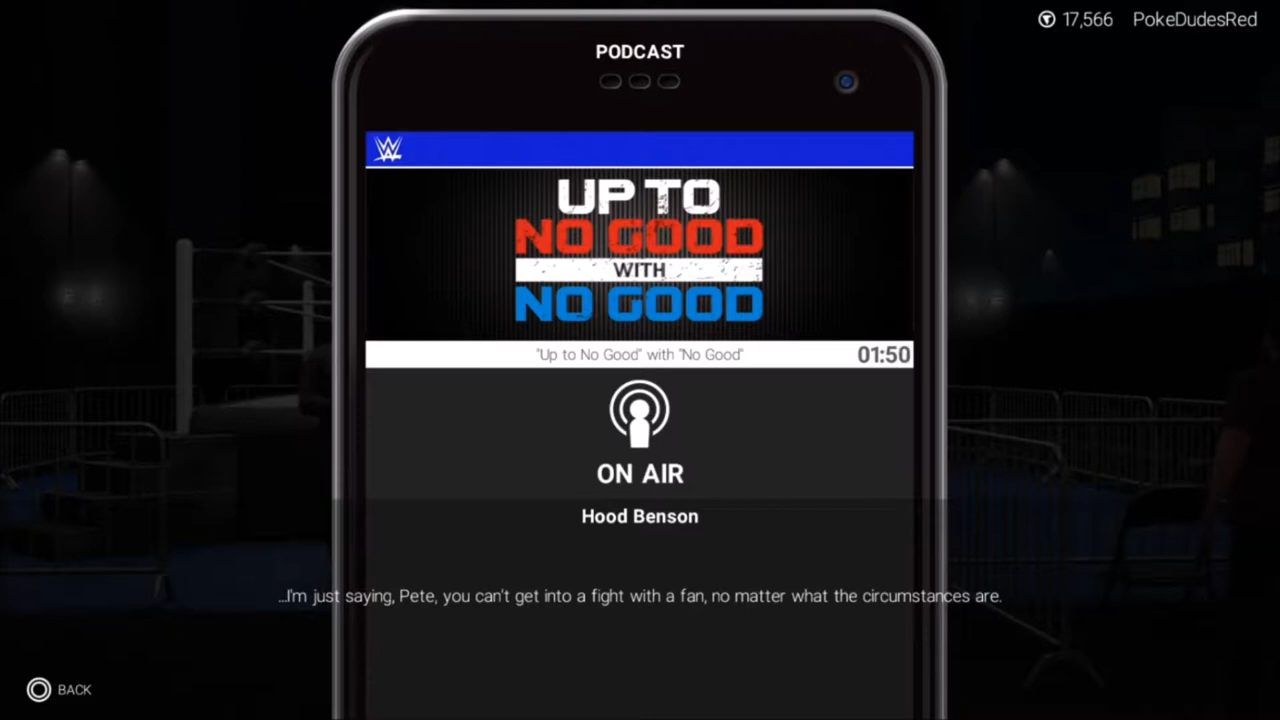 17,566 PokeDudesRed
PODCAST
W
UP TO
NO GOOD
WITH
NO GOOD
"Up to No Good" with "No Good" 01:50
ON AIR
Hood Benson
...I'm just saying, Pete, you can't get into a fight with a fan, no matter what the circumstances are.
BACK